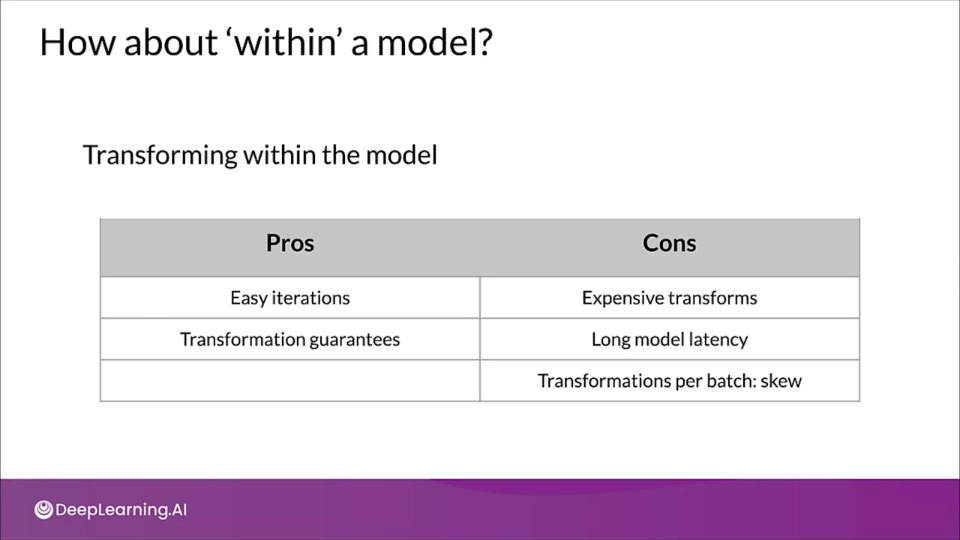 How about ‘within’ a model?
Transforming within the model
Pros Cons
Easy iterations Expensive transforms
Transformation guarantees Long model latency
Transformations per batch: skew
DeepLearning.AI